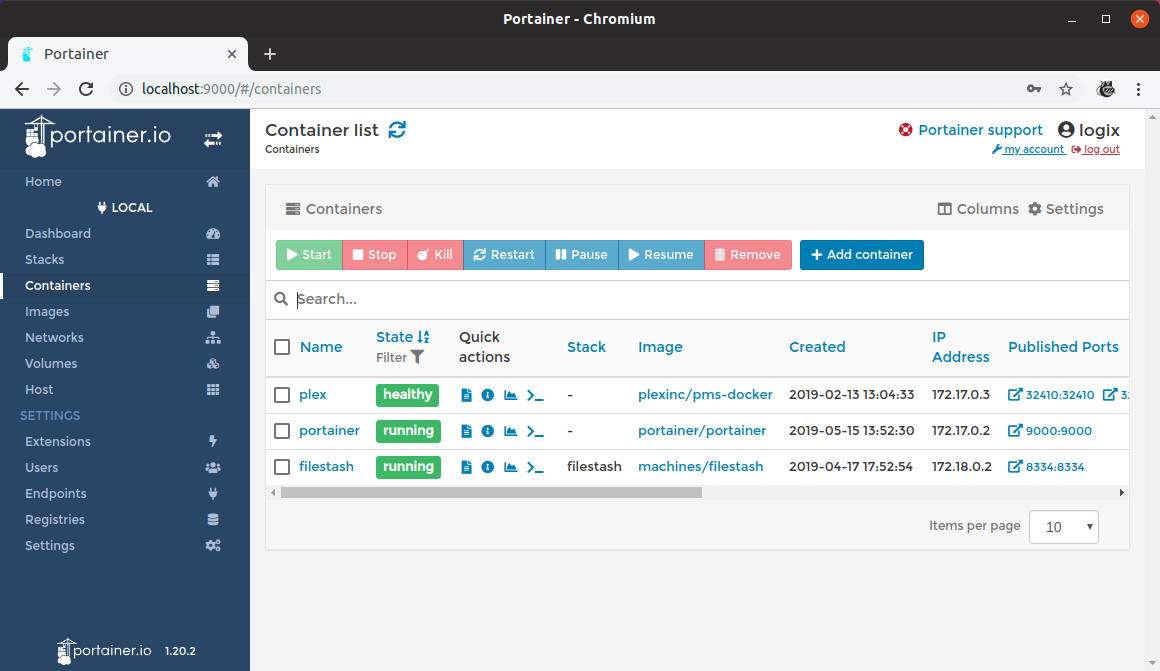 Portainer - Chromium
Portainer
localhost:9000/#/containers
portainer.io
Home
LOCAL
Dashboard
Stacks
Containers
Images
Networks
Volumes
Host
SETTINGS
Extensions
Users
Endpoints
Registries
Settings
portainer.io 1.20.2
Container list
Portainer support logix
Containers
my account log out
Containers
Columns Settings
Start Stop Kill Restart Pause Resume Remove Add container
Search...
Name State Filter Quick actions Stack Image Created IP Address Published Ports
plex healthy - plexinc/pms-docker 2019-02-13 13:04:33 172.17.0.3 32410:32410
portainer running - portainer/portainer 2019-05-15 13:52:30 172.17.0.2 9000:9000
filestash running filestash machines/filestash 2019-04-17 17:52:54 172.18.0.2 8334:8334
Items per page 10